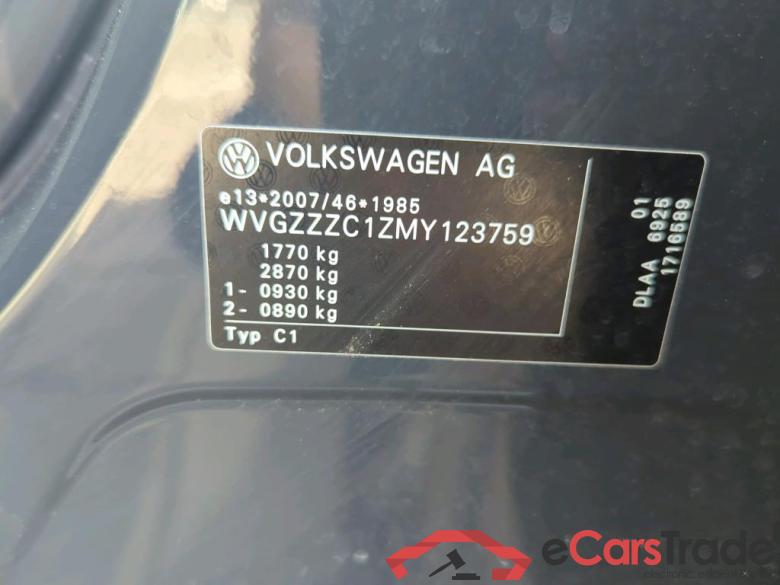 VOLKSWAGEN AG
e13*2007/46*1985
WVGZZZC1ZMY123759
1770 kg
2870 kg
1- 0930 kg
2- 0890 kg
Typ C1
01
DLAA 6925
1716589
eCarsTrade